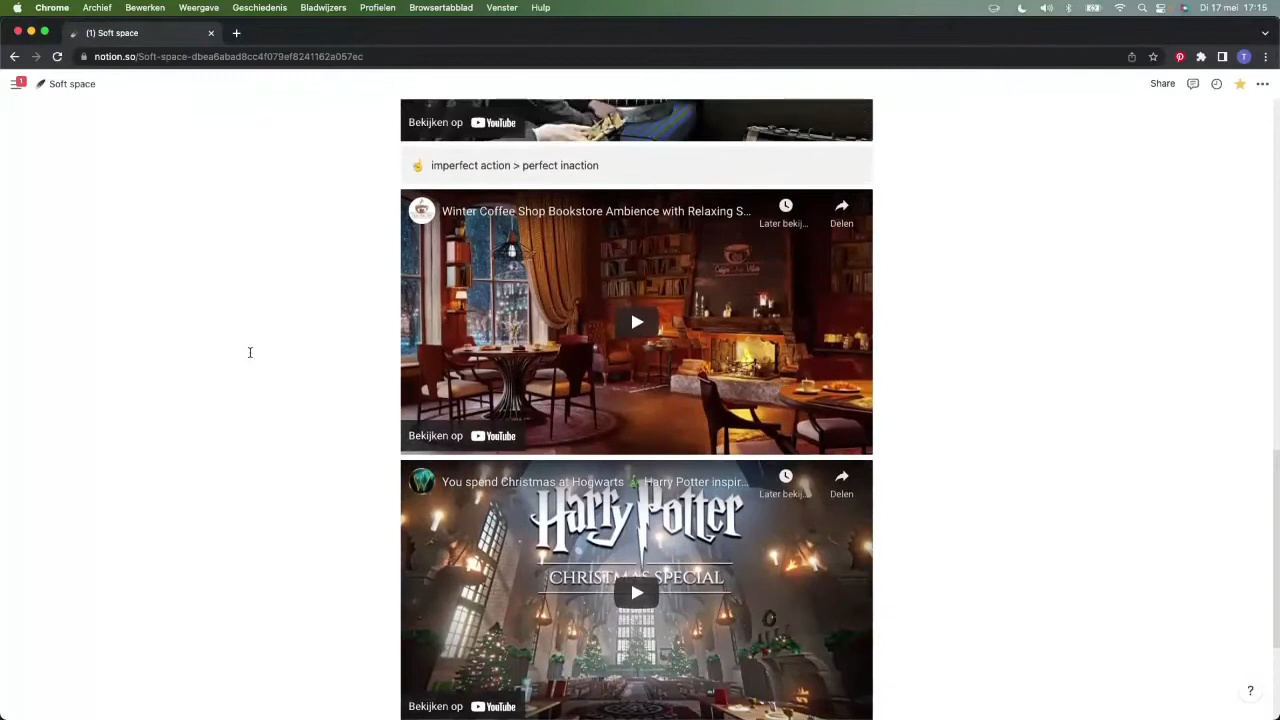 Chrome Archief Bewerken Weergave Geschiedenis Bladwijzers Profielen Browsertabblad Venster Hulp Di 17 mei 17:15
(1) Soft space
notion.so/Soft-space-dbea6abad8cc4f079ef8241162a057ec
T
1
Soft space
Share
Bekijken op YouTube
imperfect action > perfect inaction
Winter Coffee Shop Bookstore Ambience with Relaxing S...
Later bekij...
Delen
Bekijken op YouTube
You spend Christmas at Hogwarts Harry Potter inspir...
Later bekij...
Delen
Harry Potter
CHRISTMAS SPECIAL
Bekijken op YouTube
?